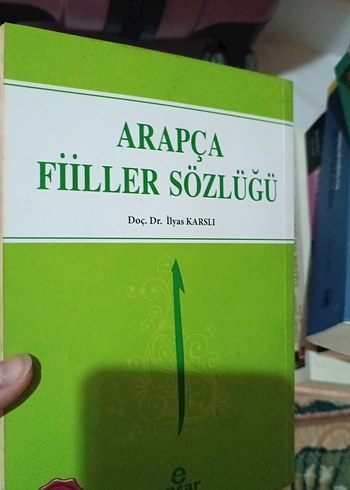 ARAPÇA
FİİLLER SÖZLÜĞÜ
Doç. Dr. İlyas KARSLI